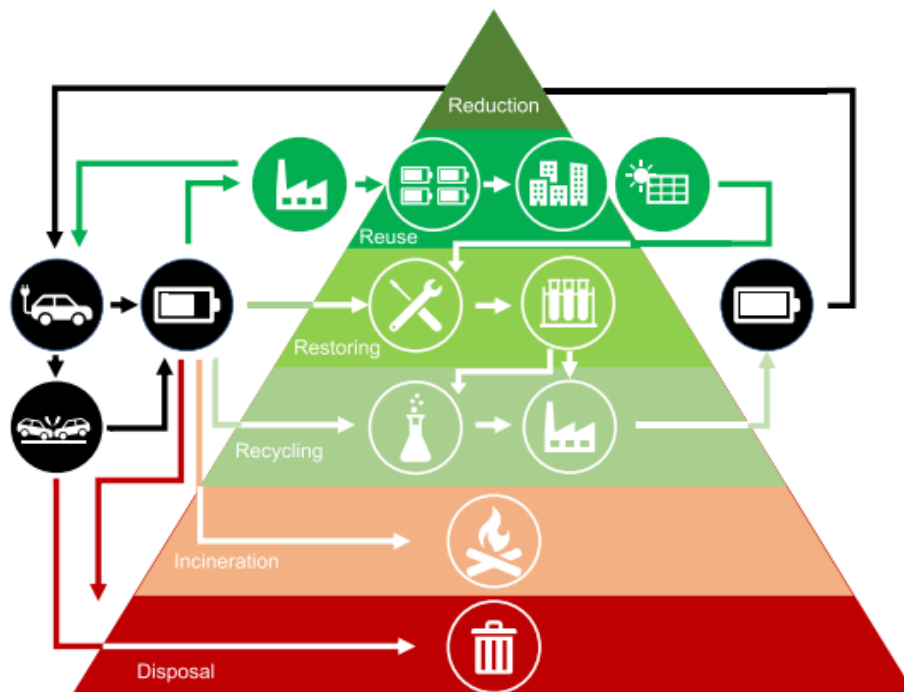 Reduction
Reuse
Restoring
Recycling
Incineration
Disposal